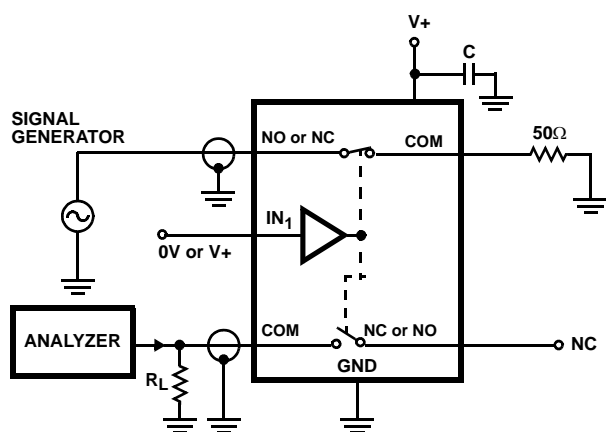 V+
C
SIGNAL
GENERATOR
NO or NC
COM
50Ω
IN1
0V or V+
ANALYZER
COM
NC or NO
NC
RL
GND